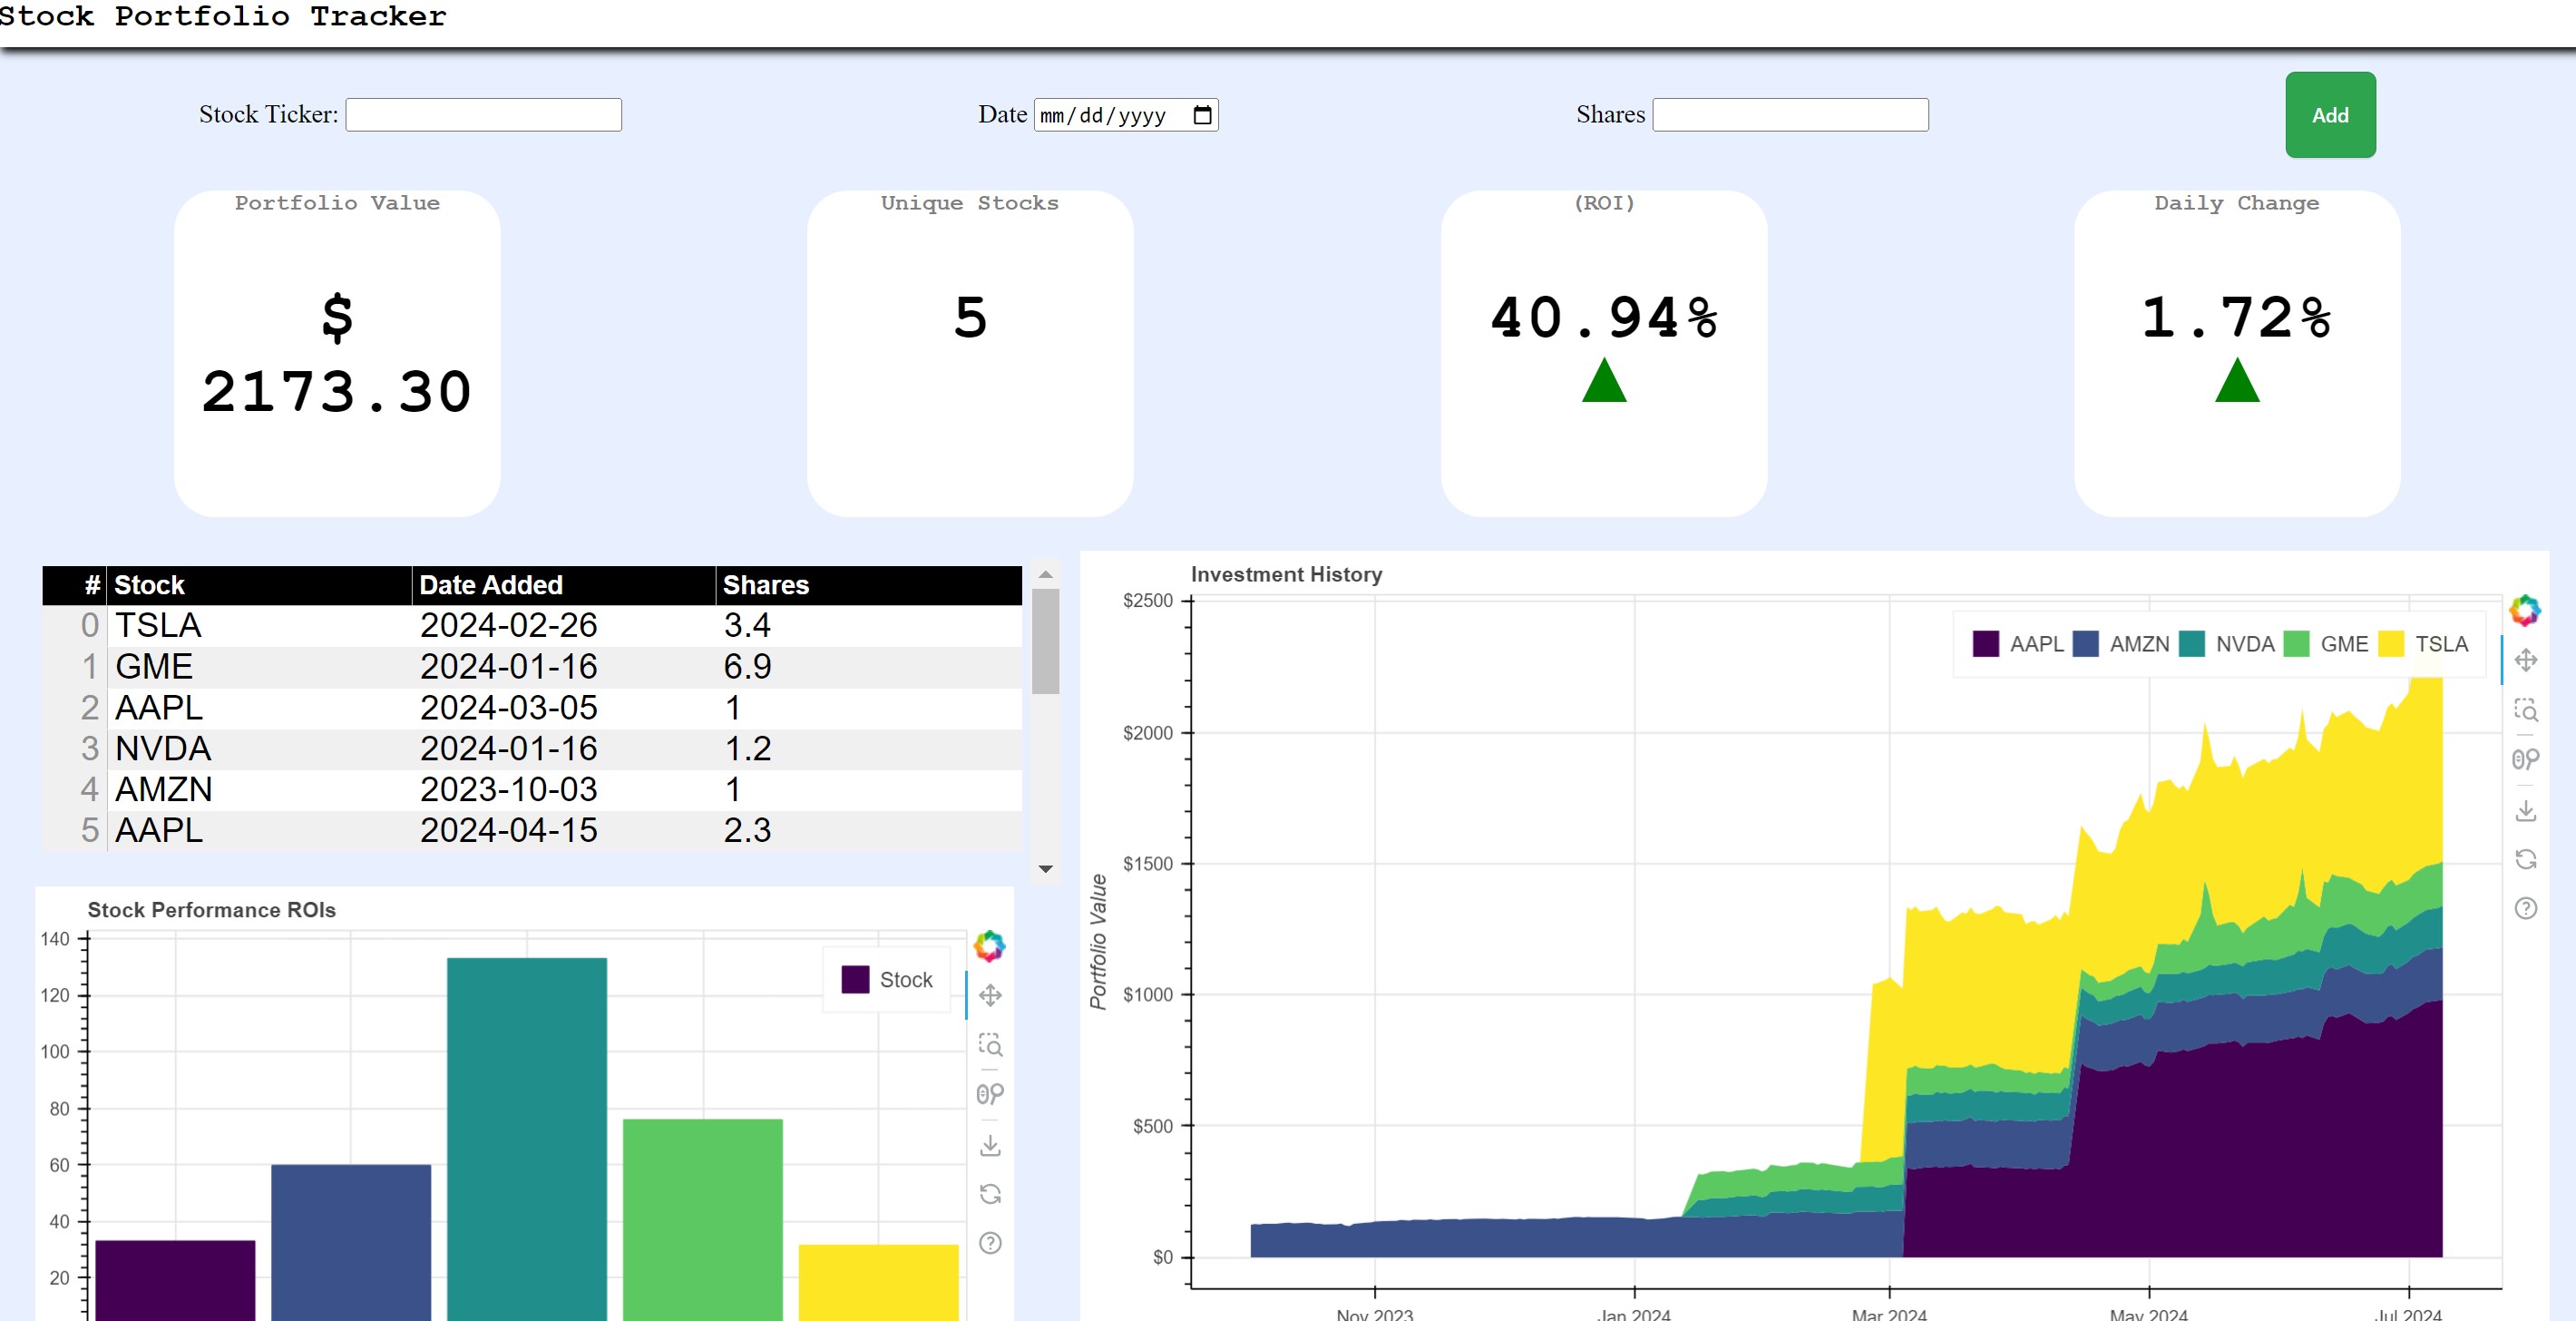 Stock Portfolio Tracker
Stock Ticker:
Date mm/dd/yyyy
Shares
Add
Portfolio Value
$
2173.30
Unique Stocks
5
(ROI)
40.94%
Daily Change
1.72%
# Stock Date Added Shares
0 TSLA 2024-02-26 3.4
1 GME 2024-01-16 6.9
2 AAPL 2024-03-05 1
3 NVDA 2024-01-16 1.2
4 AMZN 2023-10-03 1
5 AAPL 2024-04-15 2.3
Stock Performance ROIs
140
120
100
80
60
40
20
Stock
Investment History
$2500
$2000
$1500
$1000
$500
$0
Portfolio Value
AAPL AMZN NVDA GME TSLA
Nov 2023 Jan 2024 Mar 2024 May 2024 Jul 2024